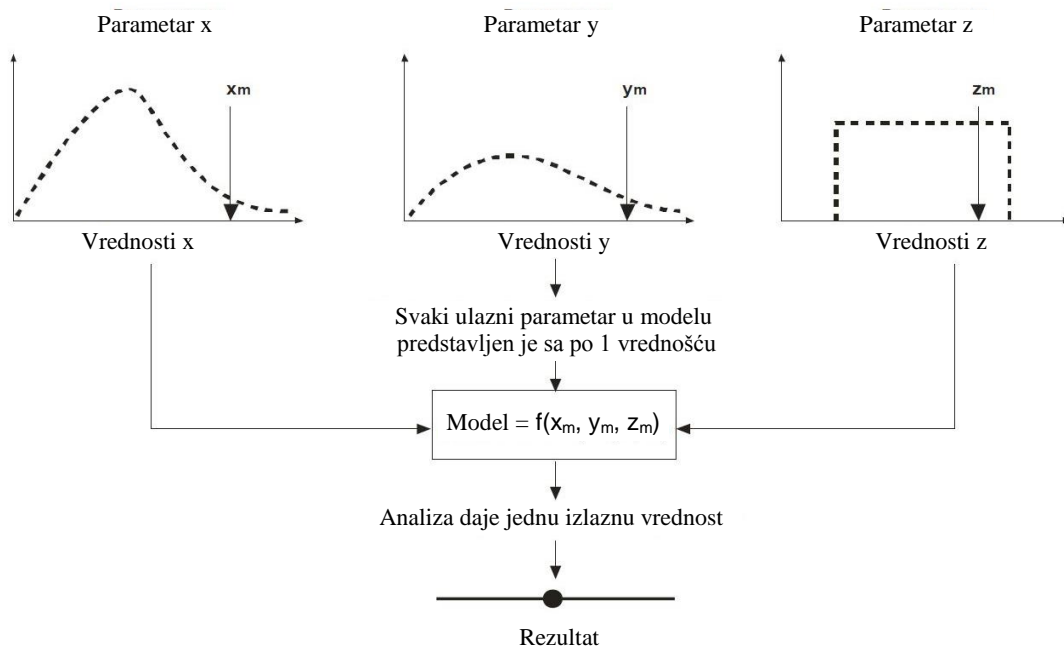 Parametar x
Parametar y
Parametar z
xm
ym
zm
Vrednosti x
Vrednosti y
Vrednosti z
Svaki ulazni parametar u modelu
predstavljen je sa po 1 vrednošću
Model = f(xm, ym, zm)
Analiza daje jednu izlaznu vrednost
Rezultat